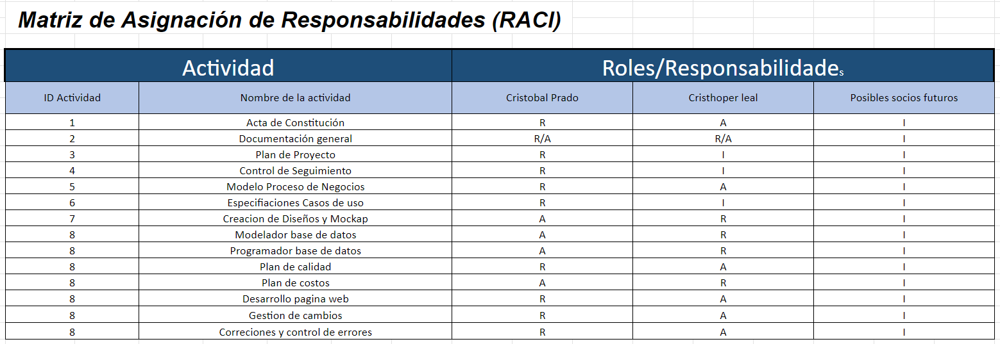 Matriz de Asignación de Responsabilidades (RACI)
Actividad Roles/Responsabilidades
ID Actividad Nombre de la actividad Cristobal Prado Cristhoper leal Posibles socios futuros
1 Acta de Constitución R A I
2 Documentación general R/A R/A I
3 Plan de Proyecto R I I
4 Control de Seguimiento R I I
5 Modelo Proceso de Negocios R A I
6 Especifiaciones Casos de uso R I I
7 Creacion de Diseños y Mockap A R I
8 Modelador base de datos A R I
8 Programador base de datos A R I
8 Plan de calidad R A I
8 Plan de costos A R I
8 Desarrollo pagina web R A I
8 Gestion de cambios R A I
8 Correciones y control de errores R A I